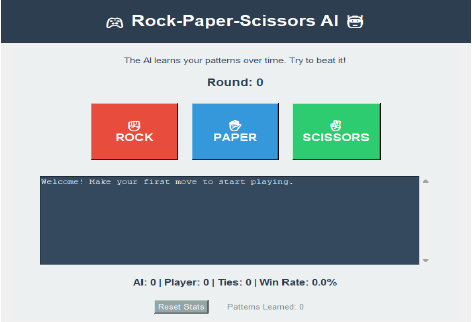 Rock-Paper-Scissors AI
The AI learns your patterns over time. Try to beat it!
Round: 0
ROCK
PAPER
SCISSORS
Welcome! Make your first move to start playing.
AI: 0 | Player: 0 | Ties: 0 | Win Rate: 0.0%
Reset Stats
Patterns Learned: 0